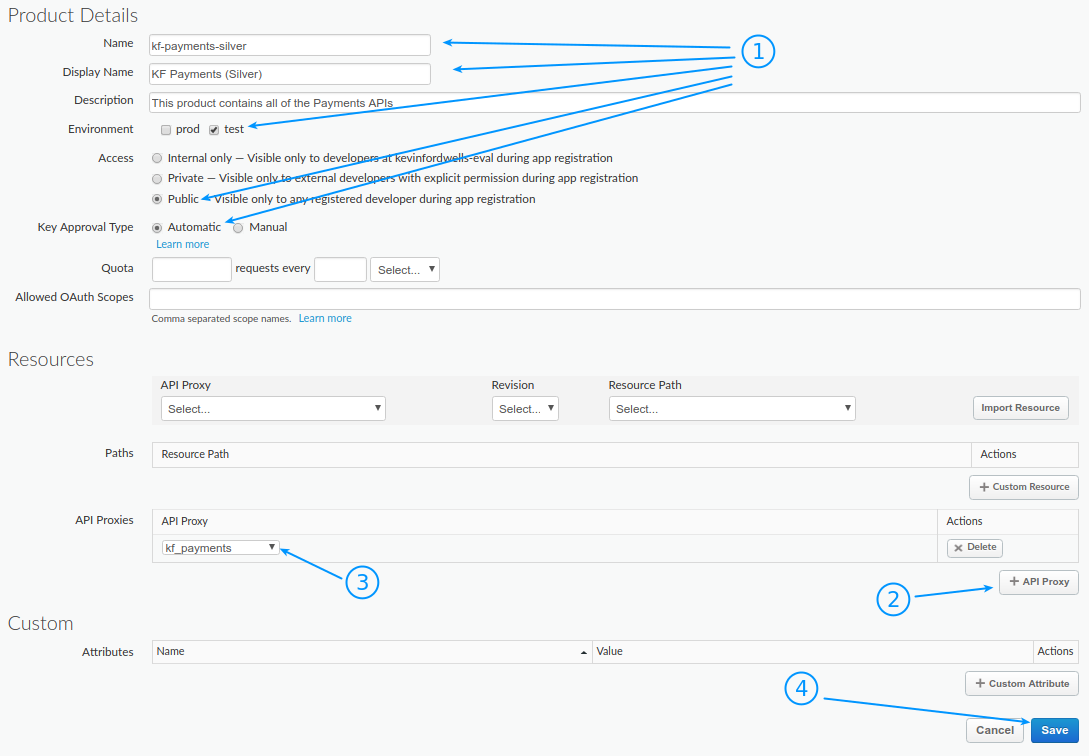 Product Details
Name kf-payments-silver
1
Display Name KF Payments (Silver)
Description This product contains all of the Payments APIs
Environment prod test
Access Internal only — Visible only to developers at kevinfordwells-eval during app registration
Private — Visible only to external developers with explicit permission during app registration
Public — Visible only to any registered developer during app registration
Key Approval Type Automatic Manual
Learn more
Quota requests every Select...
Allowed OAuth Scopes
Comma separated scope names. Learn more
Resources
API Proxy Revision Resource Path
Select... Select... Select... Import Resource
Paths Resource Path Actions
+ Custom Resource
API Proxies API Proxy Actions
kf_payments × Delete
3
2
+ API Proxy
Custom
Attributes Name Value Actions
+ Custom Attribute
4
Cancel Save